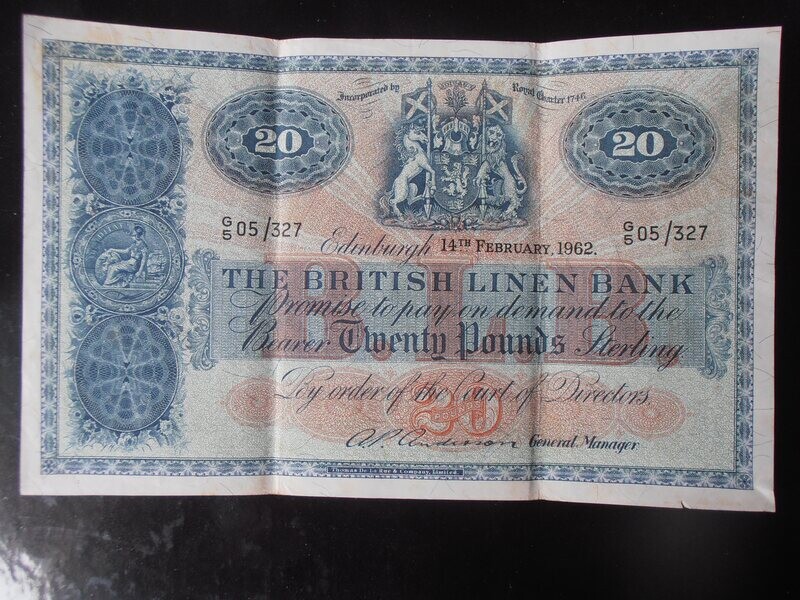 Incorporated by Royal Charter 1746.
20 20
G/5 05/327 G/5 05/327
Edinburgh 14TH FEBRUARY, 1962.
THE BRITISH LINEN BANK
B.L.B
Promise to pay on demand to the
Bearer Twenty Pounds Sterling
By order of the Court of Directors
£20
A.P. Anderson General Manager
Thomas De La Rue & Company, Limited.